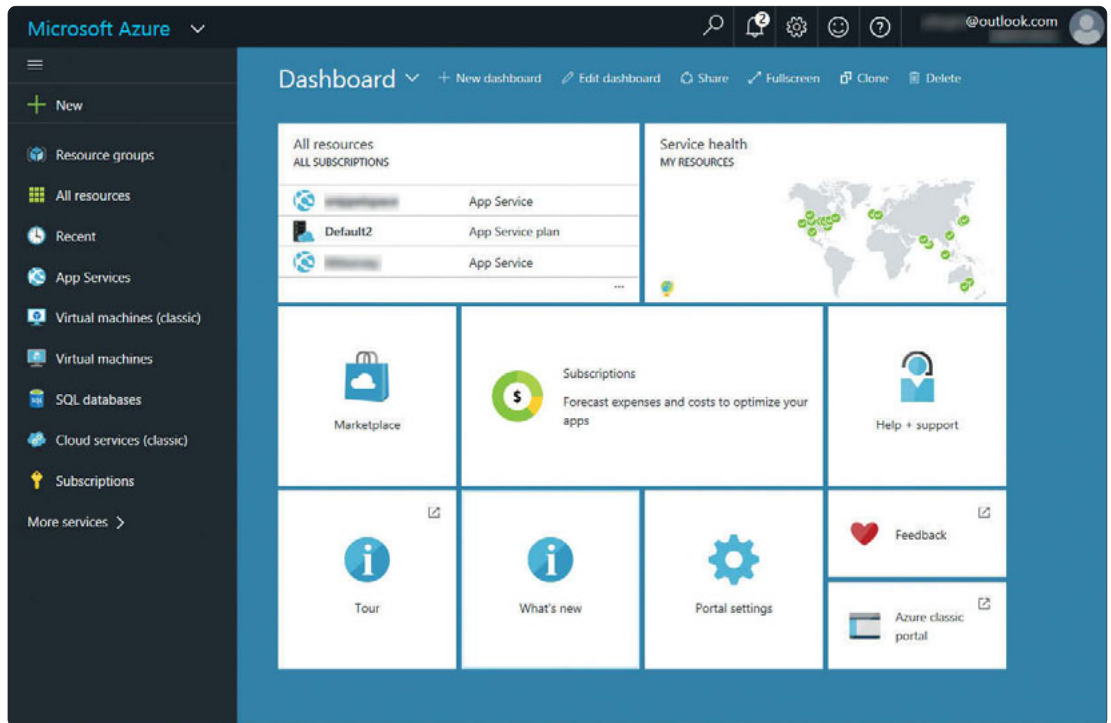 Microsoft Azure
2
@outlook.com
New
Resource groups
All resources
Recent
App Services
Virtual machines (classic)
Virtual machines
SQL databases
Cloud services (classic)
Subscriptions
More services
Dashboard
+ New dashboard
Edit dashboard
Share
Fullscreen
Clone
Delete
All resources
ALL SUBSCRIPTIONS
App Service
Default2 App Service plan
App Service
...
Service health
MY RESOURCES
Marketplace
$
Subscriptions
Forecast expenses and costs to optimize your
apps
Help + support
Tour
What's new
Portal settings
Feedback
Azure classic
portal